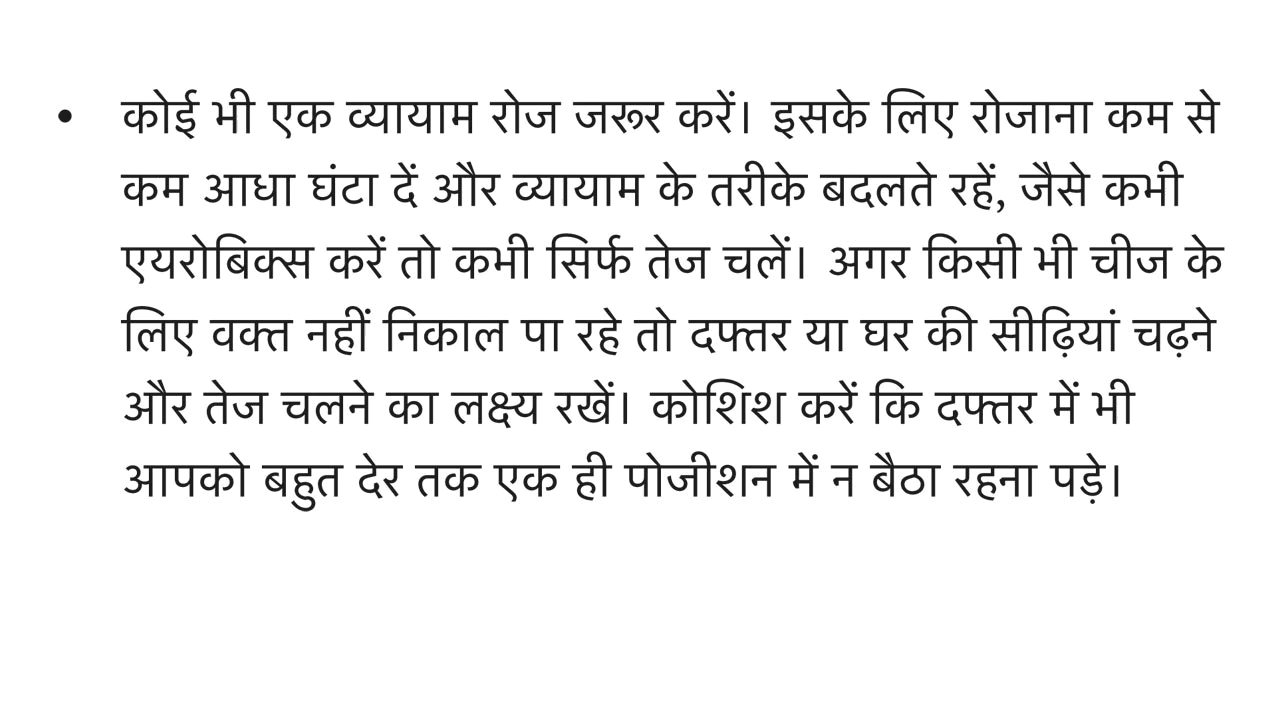 • कोई भी एक व्यायाम रोज जरूर करें। इसके लिए रोजाना कम से
कम आधा घंटा दें और व्यायाम के तरीके बदलते रहें, जैसे कभी
एयरोबिक्स करें तो कभी सिर्फ तेज चलें। अगर किसी भी चीज के
लिए वक्त नहीं निकाल पा रहे तो दफ्तर या घर की सीढ़ियां चढ़ने
और तेज चलने का लक्ष्य रखें। कोशिश करें कि दफ्तर में भी
आपको बहुत देर तक एक ही पोजीशन में न बैठा रहना पड़े।